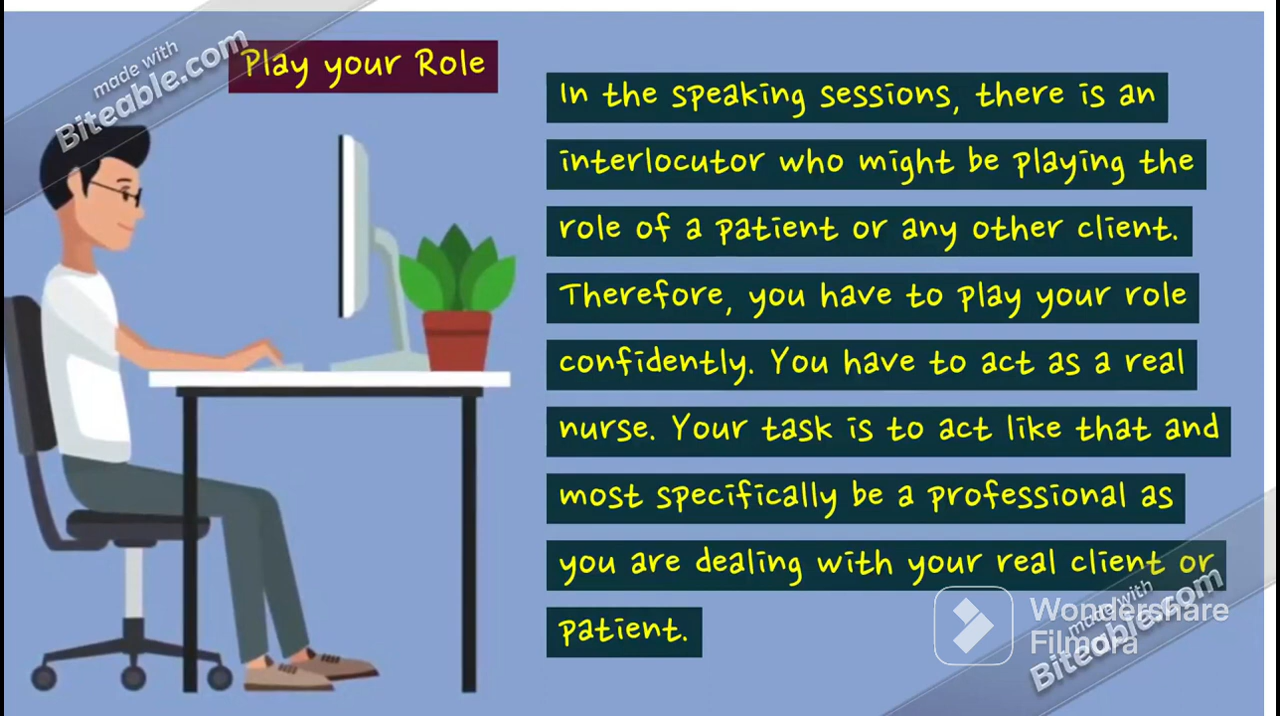 made with
Biteable.com
Play your Role
In the speaking sessions, there is an
interlocutor who might be playing the
role of a patient or any other client.
Therefore, you have to play your role
confidently. You have to act as a real
nurse. Your task is to act like that and
most specifically be a professional as
you are dealing with your real client or
patient.
Wondershare
Filmora
made with
Biteable.com